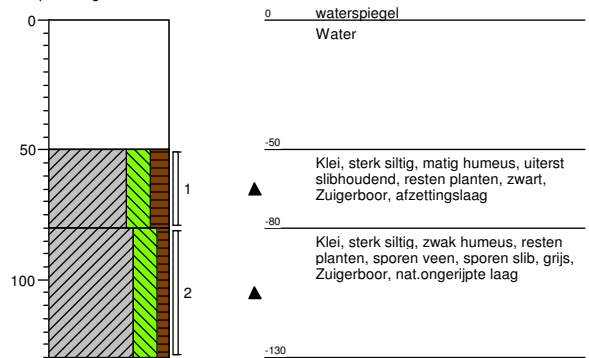 0
waterspiegel
0
Water
-50
50
Klei, sterk siltig, matig humeus, uiterst
slibhoudend, resten planten, zwart,
Zuigerboor, afzettingslaag
1
-80
Klei, sterk siltig, zwak humeus, resten
planten, sporen veen, sporen slib, grijs,
Zuigerboor, nat.ongerijpte laag
100
2
-130